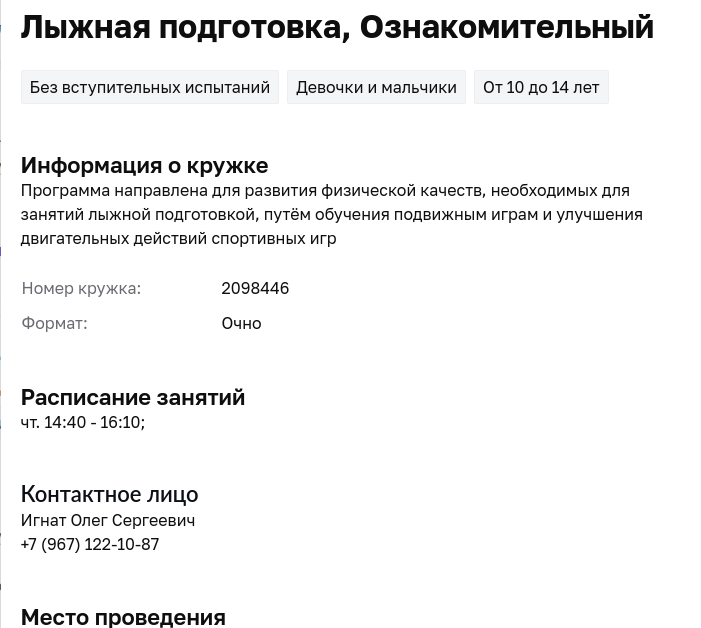 Лыжная подготовка, Ознакомительный
Без вступительных испытаний Девочки и мальчики От 10 до 14 лет
Информация о кружке
Программа направлена для развития физической качеств, необходимых для
занятий лыжной подготовкой, путём обучения подвижным играм и улучшения
двигательных действий спортивных игр
Номер кружка: 2098446
Формат: Очно
Расписание занятий
чт. 14:40 - 16:10;
Контактное лицо
Игнат Олег Сергеевич
+7 (967) 122-10-87
Место проведения